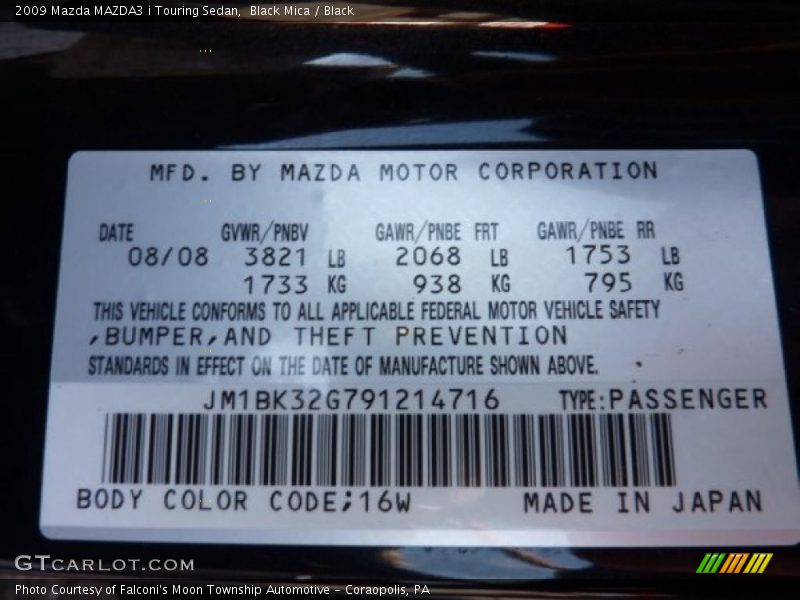 2009 Mazda MAZDA3 i Touring Sedan, Black Mica / Black
MFD. BY MAZDA MOTOR CORPORATION
DATE GVWR/PNBV GAWR/PNBE FRT GAWR/PNBE RR
08/08 3821 LB 2068 LB 1753 LB
1733 KG 938 KG 795 KG
THIS VEHICLE CONFORMS TO ALL APPLICABLE FEDERAL MOTOR VEHICLE SAFETY
,BUMPER,AND THEFT PREVENTION
STANDARDS IN EFFECT ON THE DATE OF MANUFACTURE SHOWN ABOVE.
JM1BK32G791214716 TYPE:PASSENGER
BODY COLOR CODE;16W MADE IN JAPAN
GTCARLOT.COM
Photo Courtesy of Falconi's Moon Township Automotive - Coraopolis, PA